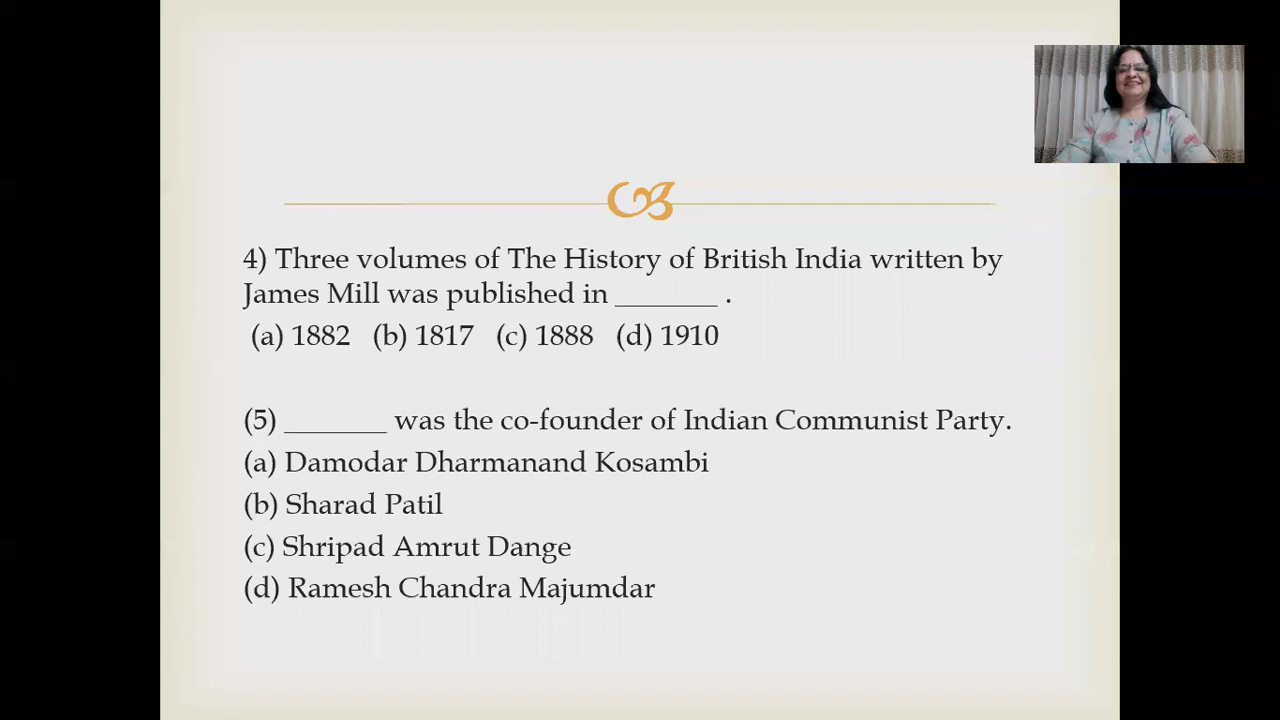 4) Three volumes of The History of British India written by
James Mill was published in _______ .
(a) 1882 (b) 1817 (c) 1888 (d) 1910
(5) _______ was the co-founder of Indian Communist Party.
(a) Damodar Dharmanand Kosambi
(b) Sharad Patil
(c) Shripad Amrut Dange
(d) Ramesh Chandra Majumdar